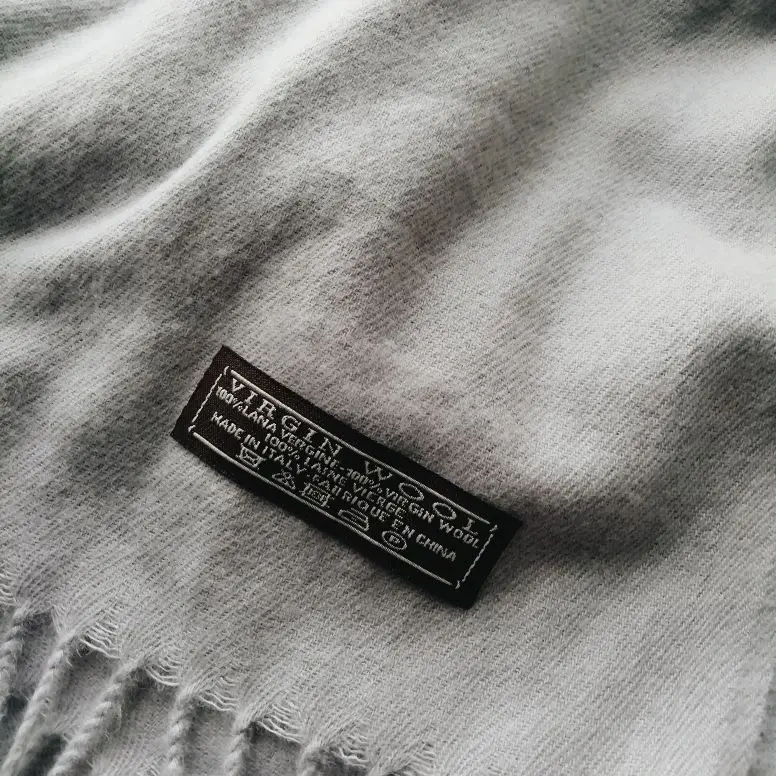 VIRGIN WOOL
100%LANA VERGINE-100% VIRGIN WOOL
100% LAINE VIERGE
MADE IN ITALY-FABRIQUE EN CHINA
P